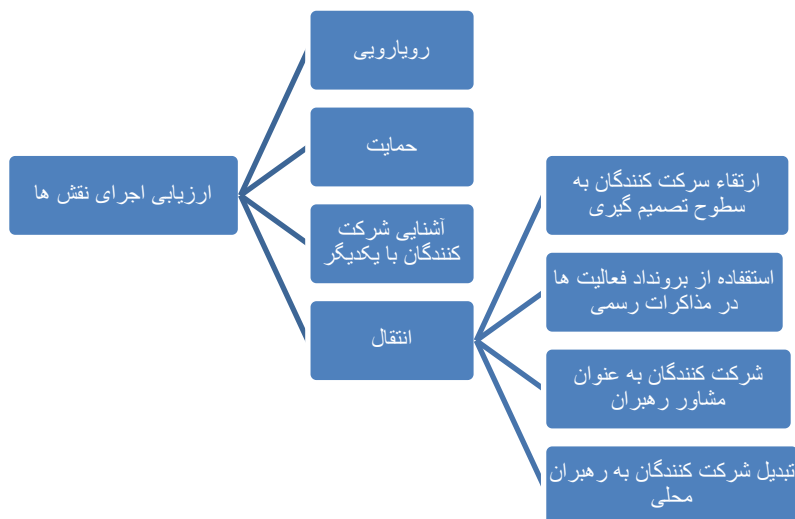 ارزیابی اجرای نقش ها
رویارویی
حمایت
آشنایی شرکت
کنندگان با یکدیگر
انتقال
ارتقاء سرکت کنندگان به
سطوح تصمیم گیری
استقفاده از برونداد فعالیت ها
در مذاکرات رسمی
شرکت کنندگان به عنوان
مشاور رهبران
تبدیل شرکت کنندگان به رهبران
محلی